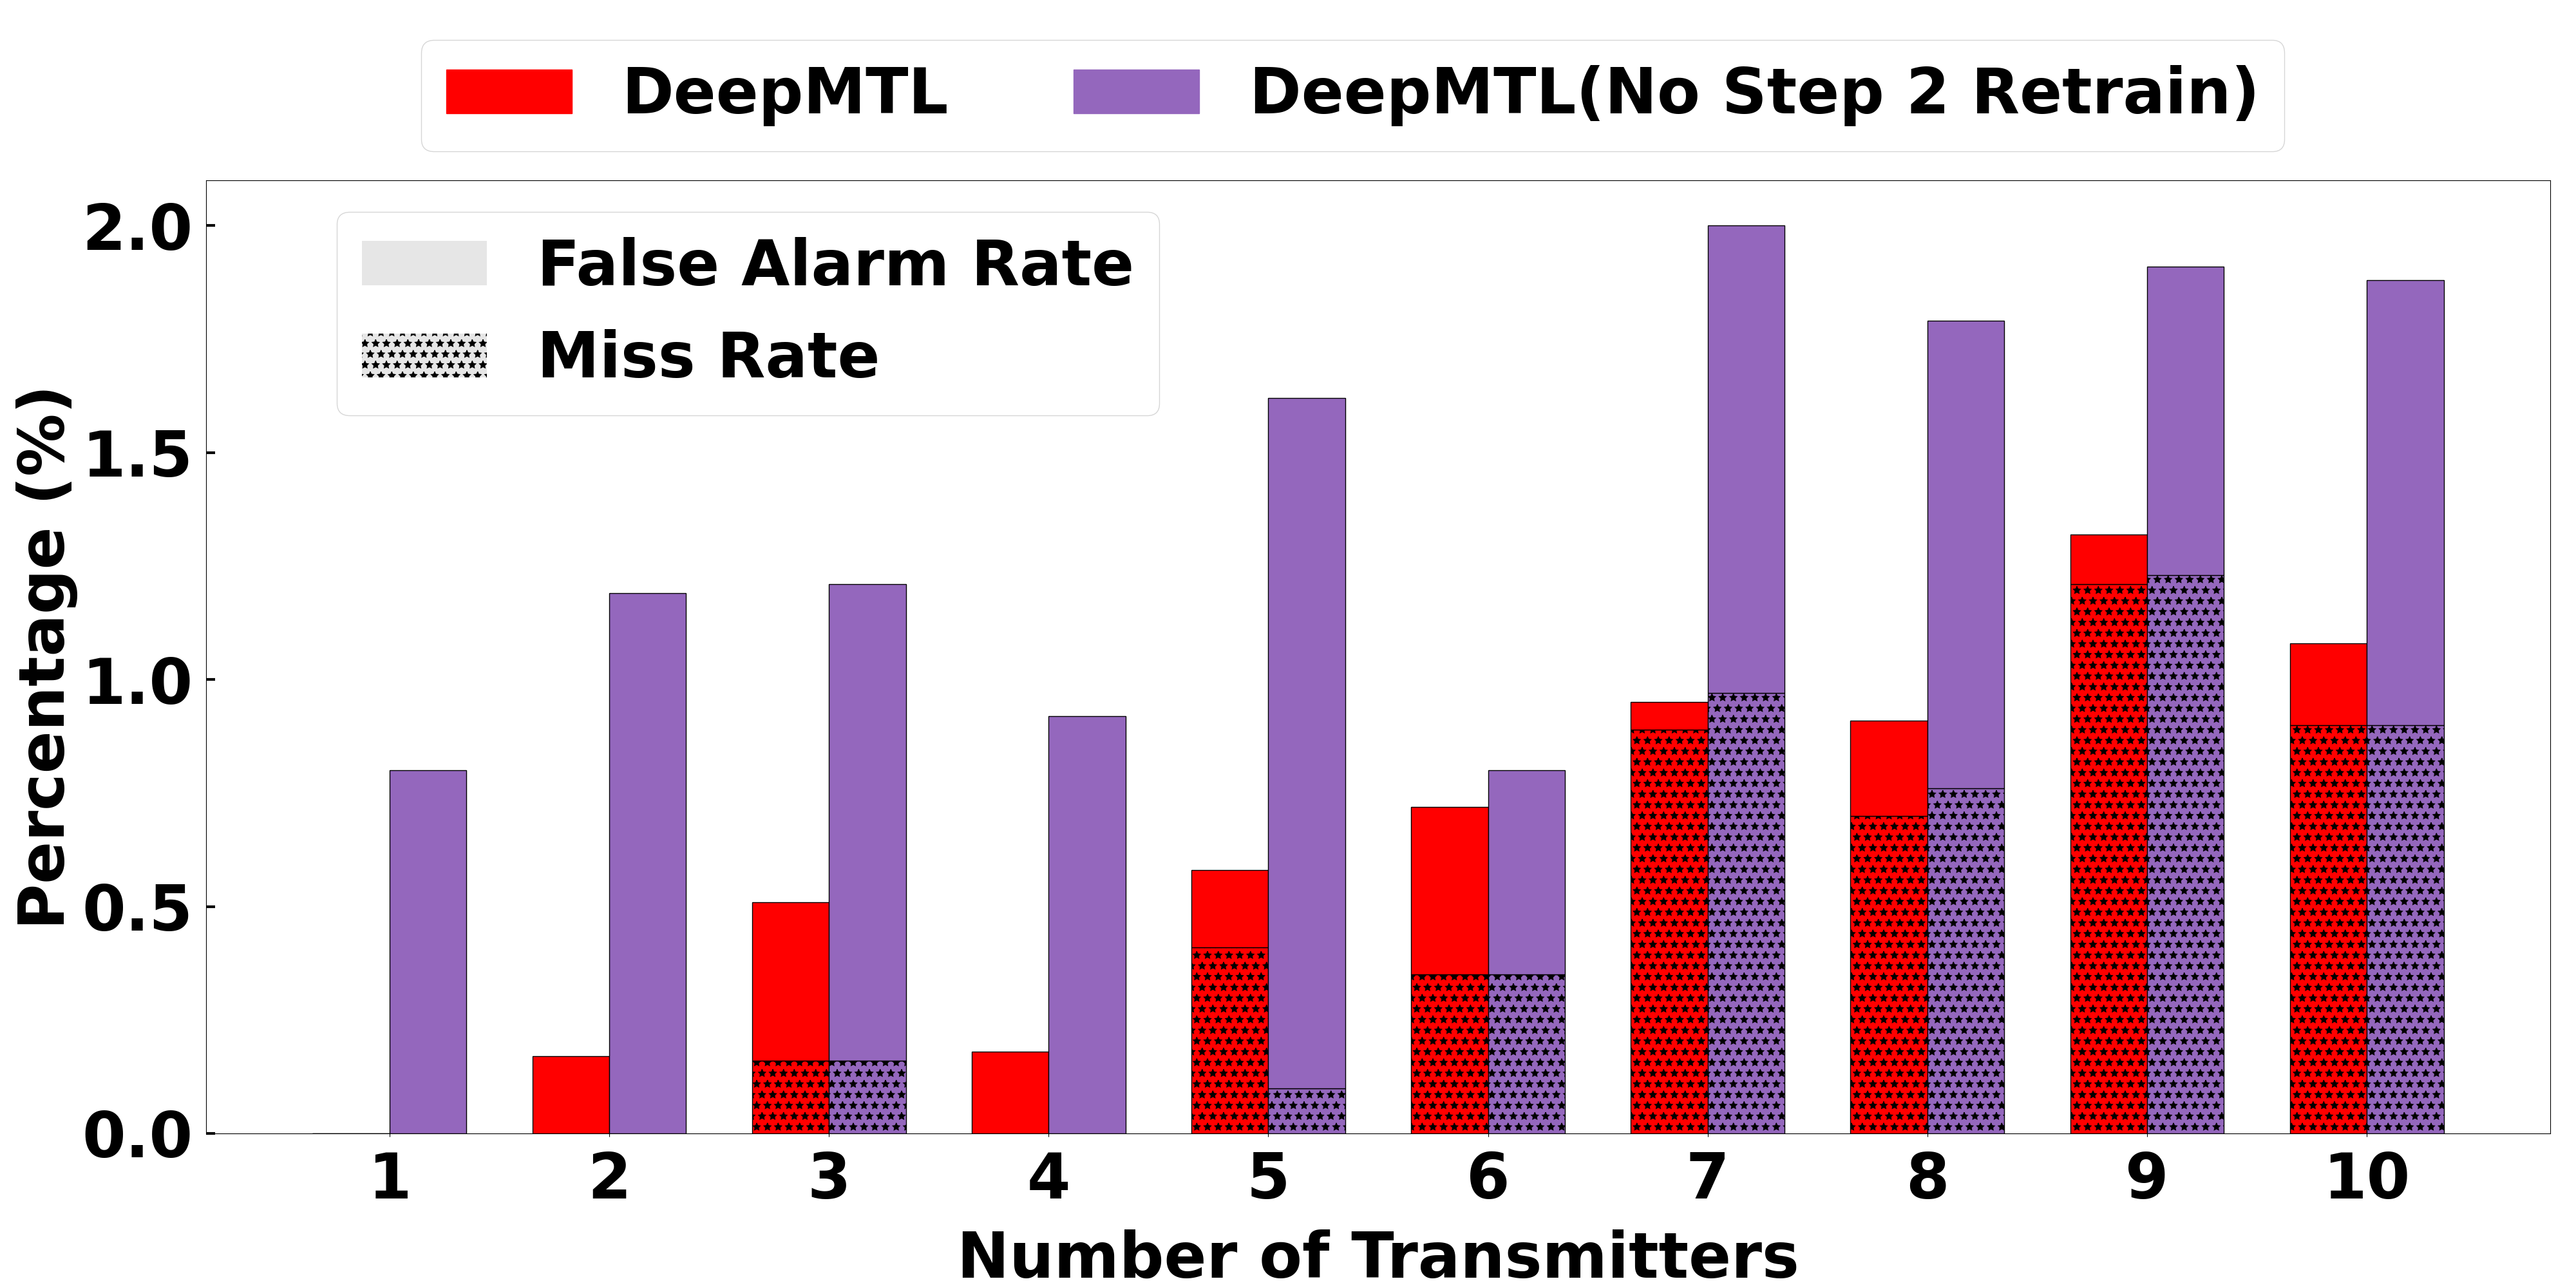 DeepMTL
DeepMTL(No Step 2 Retrain)
False Alarm Rate
Miss Rate
Percentage (%)
2.0
1.5
1.0
0.5
0.0
1 2 3 4 5 6 7 8 9 10
Number of Transmitters